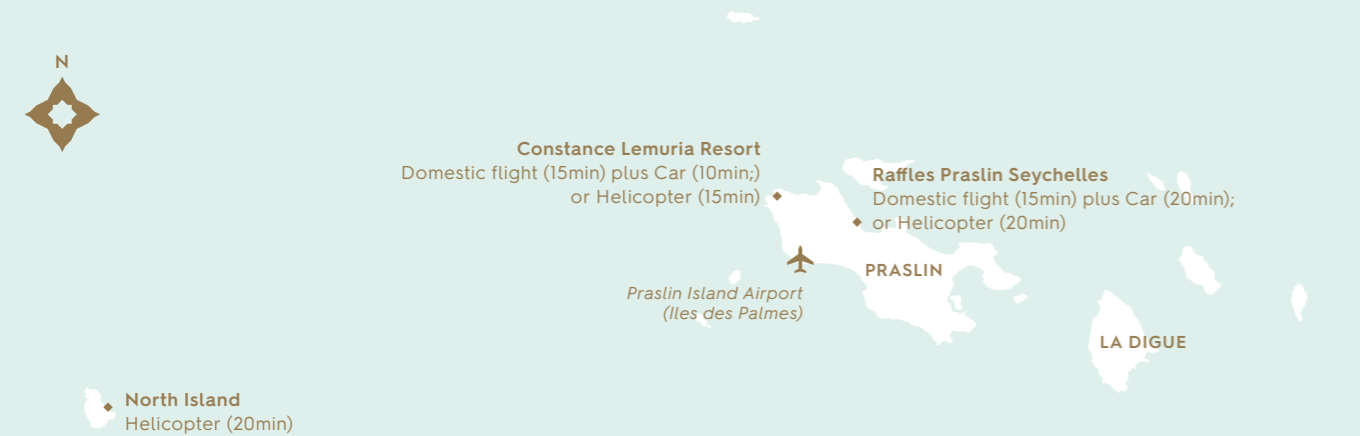 N
Constance Lemuria Resort
Domestic flight (15min) plus Car (10min;)
or Helicopter (15min)
Raffles Praslin Seychelles
Domestic flight (15min) plus Car (20min);
or Helicopter (20min)
PRASLIN
Praslin Island Airport
(Iles des Palmes)
LA DIGUE
North Island
Helicopter (20min)